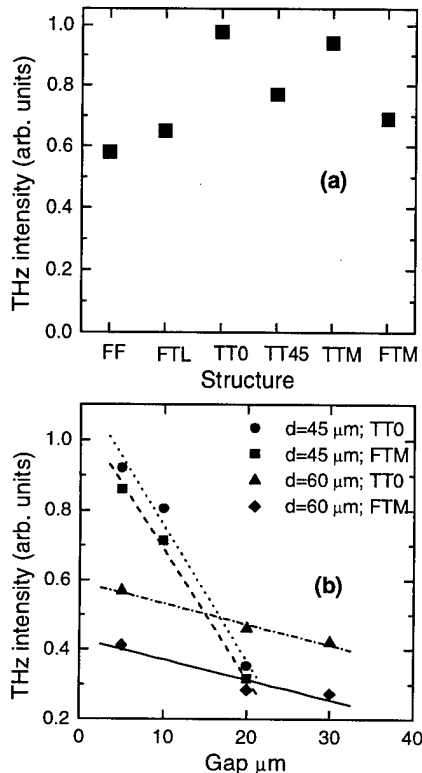 1.0
0.8
0.6
0.4
0.2
0.0
THz intensity (arb. units)
(a)
FF FTL TT0 TT45 TTM FTM
Structure
d=45 μm; TT0
d=45 μm; FTM
d=60 μm; TT0
d=60 μm; FTM
1.0
0.8
0.6
0.4
0.2
THz intensity (arb. units)
(b)
0 10 20 30 40
Gap μm